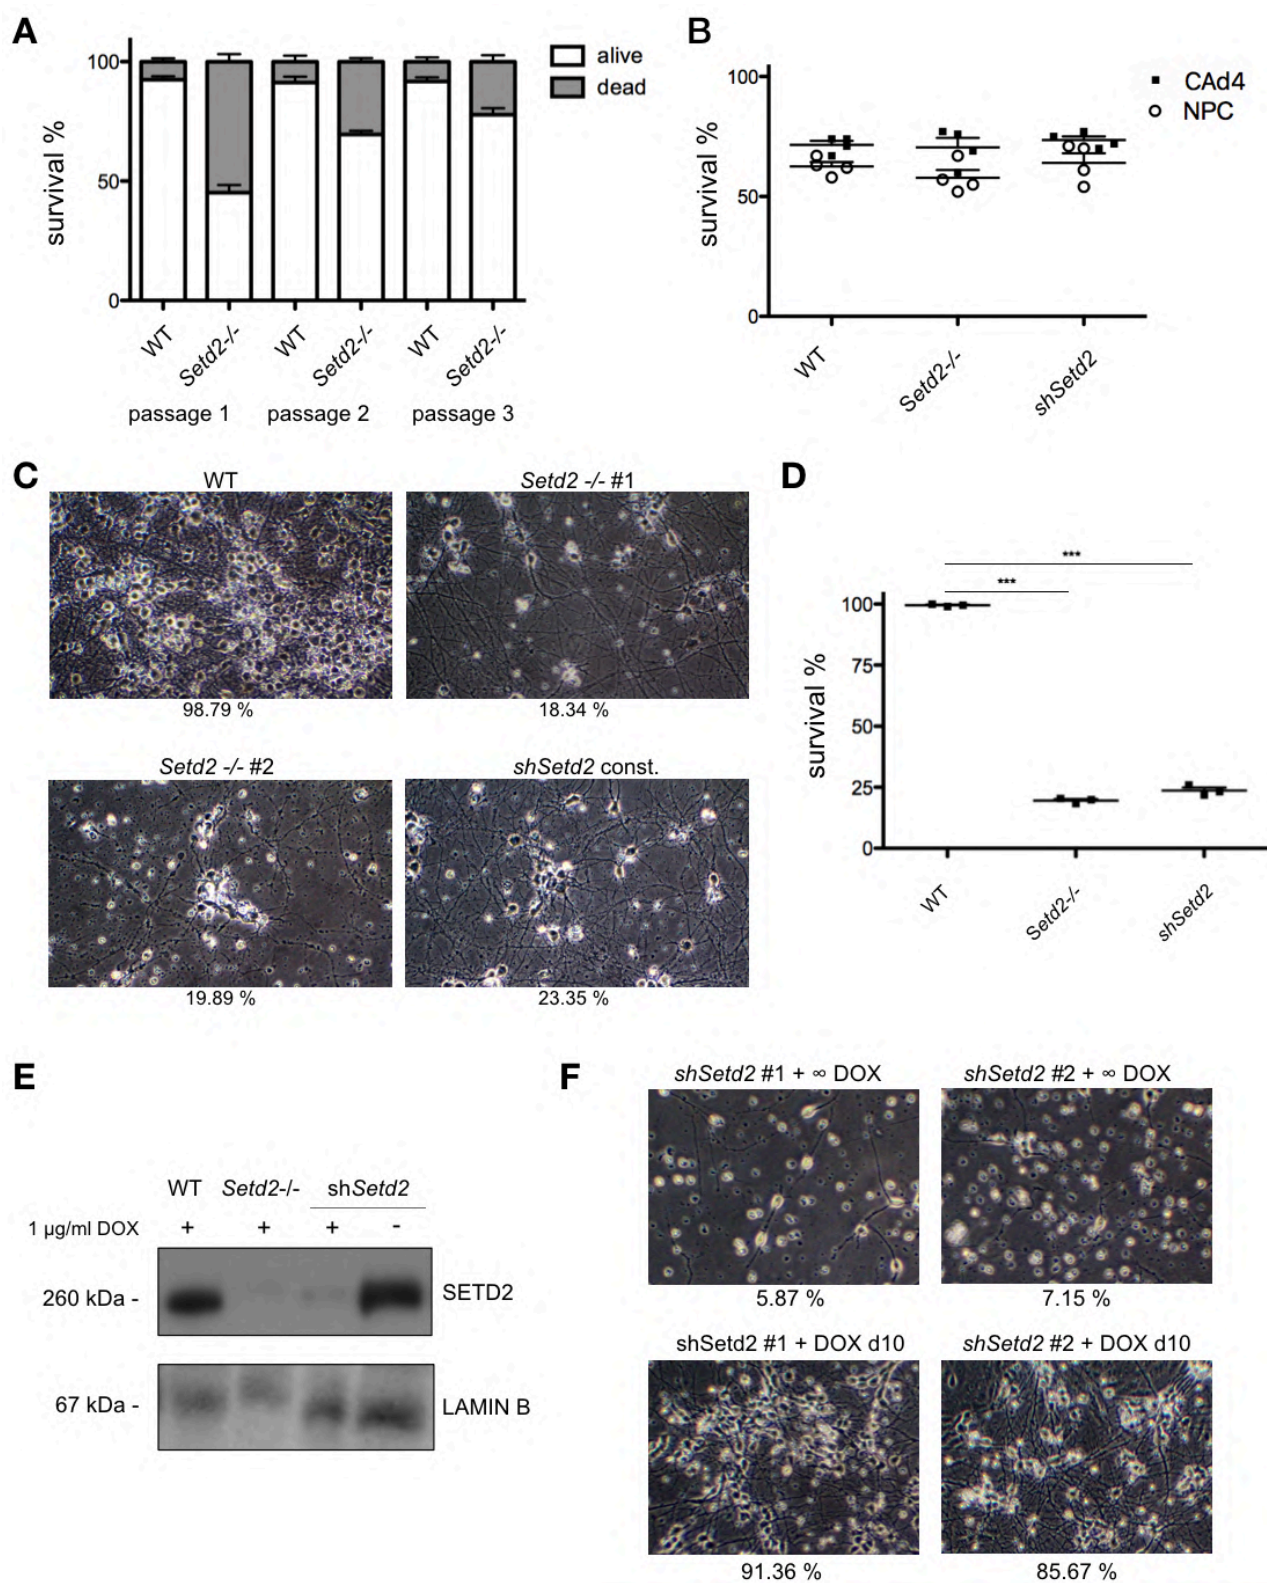 A
survival %
100
50
0
alive
dead
WT
Setd2-/-
WT
Setd2-/-
WT
Setd2-/-
passage 1
passage 2
passage 3
B
survival %
100
50
0
CAd4
NPC
WT
Setd2-/-
shSetd2
C
WT
Setd2 -/- #1
98.79 %
18.34 %
Setd2 -/- #2
shSetd2 const.
19.89 %
23.35 %
D
***
***
survival %
100
75
50
25
0
WT
Setd2-/-
shSetd2
E
WT
Setd2-/-
shSetd2
1 µg/ml DOX + + + -
260 kDa -
SETD2
67 kDa -
LAMIN B
F
shSetd2 #1 + ∞ DOX
shSetd2 #2 + ∞ DOX
5.87 %
7.15 %
shSetd2 #1 + DOX d10
shSetd2 #2 + DOX d10
91.36 %
85.67 %